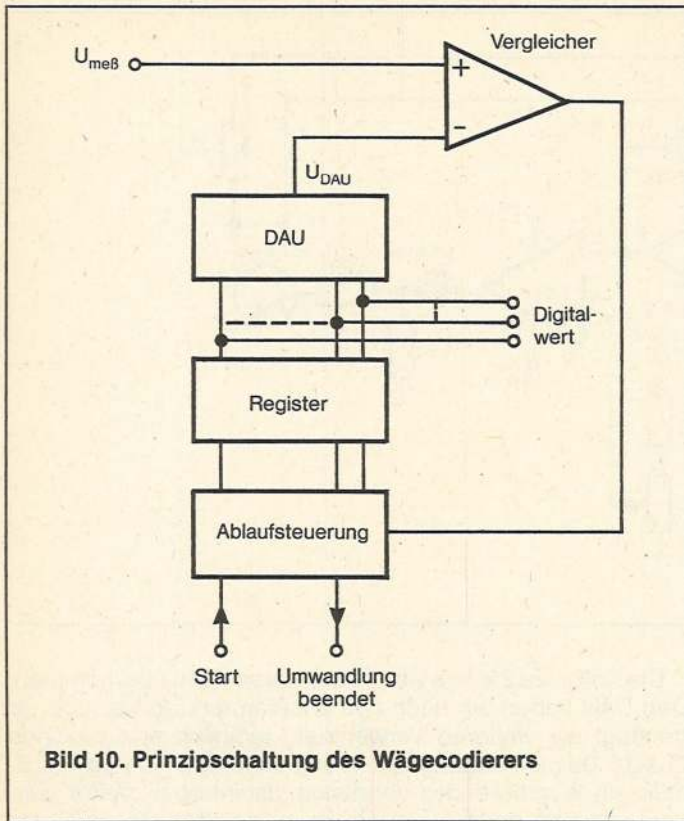 Vergleicher
U_meß
+
−
U_DAU
DAU
Digital-
wert
Register
Ablaufsteuerung
Start
Umwandlung
beendet
Bild 10. Prinzipschaltung des Wägecodierers